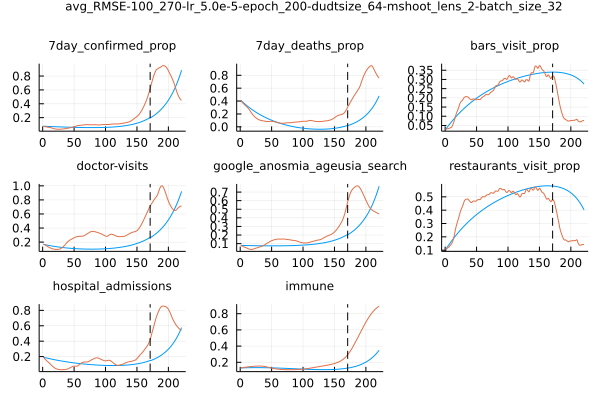 avg_RMSE-100_270-lr_5.0e-5-epoch_200-dudtsize_64-mshoot_lens_2-batch_size_32
7day_confirmed_prop 7day_deaths_prop bars_visit_prop
0.8 0.6 0.4 0.2 0 50 100 150 200
0.8 0.6 0.4 0.2 0.0 0 50 100 150 200
0.35 0.30 0.25 0.20 0.15 0.10 0.05 0 50 100 150 200
doctor-visits google_anosmia_ageusia_search restaurants_visit_prop
1.0 0.8 0.6 0.4 0.2 0 50 100 150 200
0.7 0.6 0.5 0.4 0.3 0.2 0.1 0 50 100 150 200
0.5 0.4 0.3 0.2 0.1 0 50 100 150 200
hospital_admissions immune
0.8 0.6 0.4 0.2 0 50 100 150 200
0.8 0.6 0.4 0.2 0 50 100 150 200